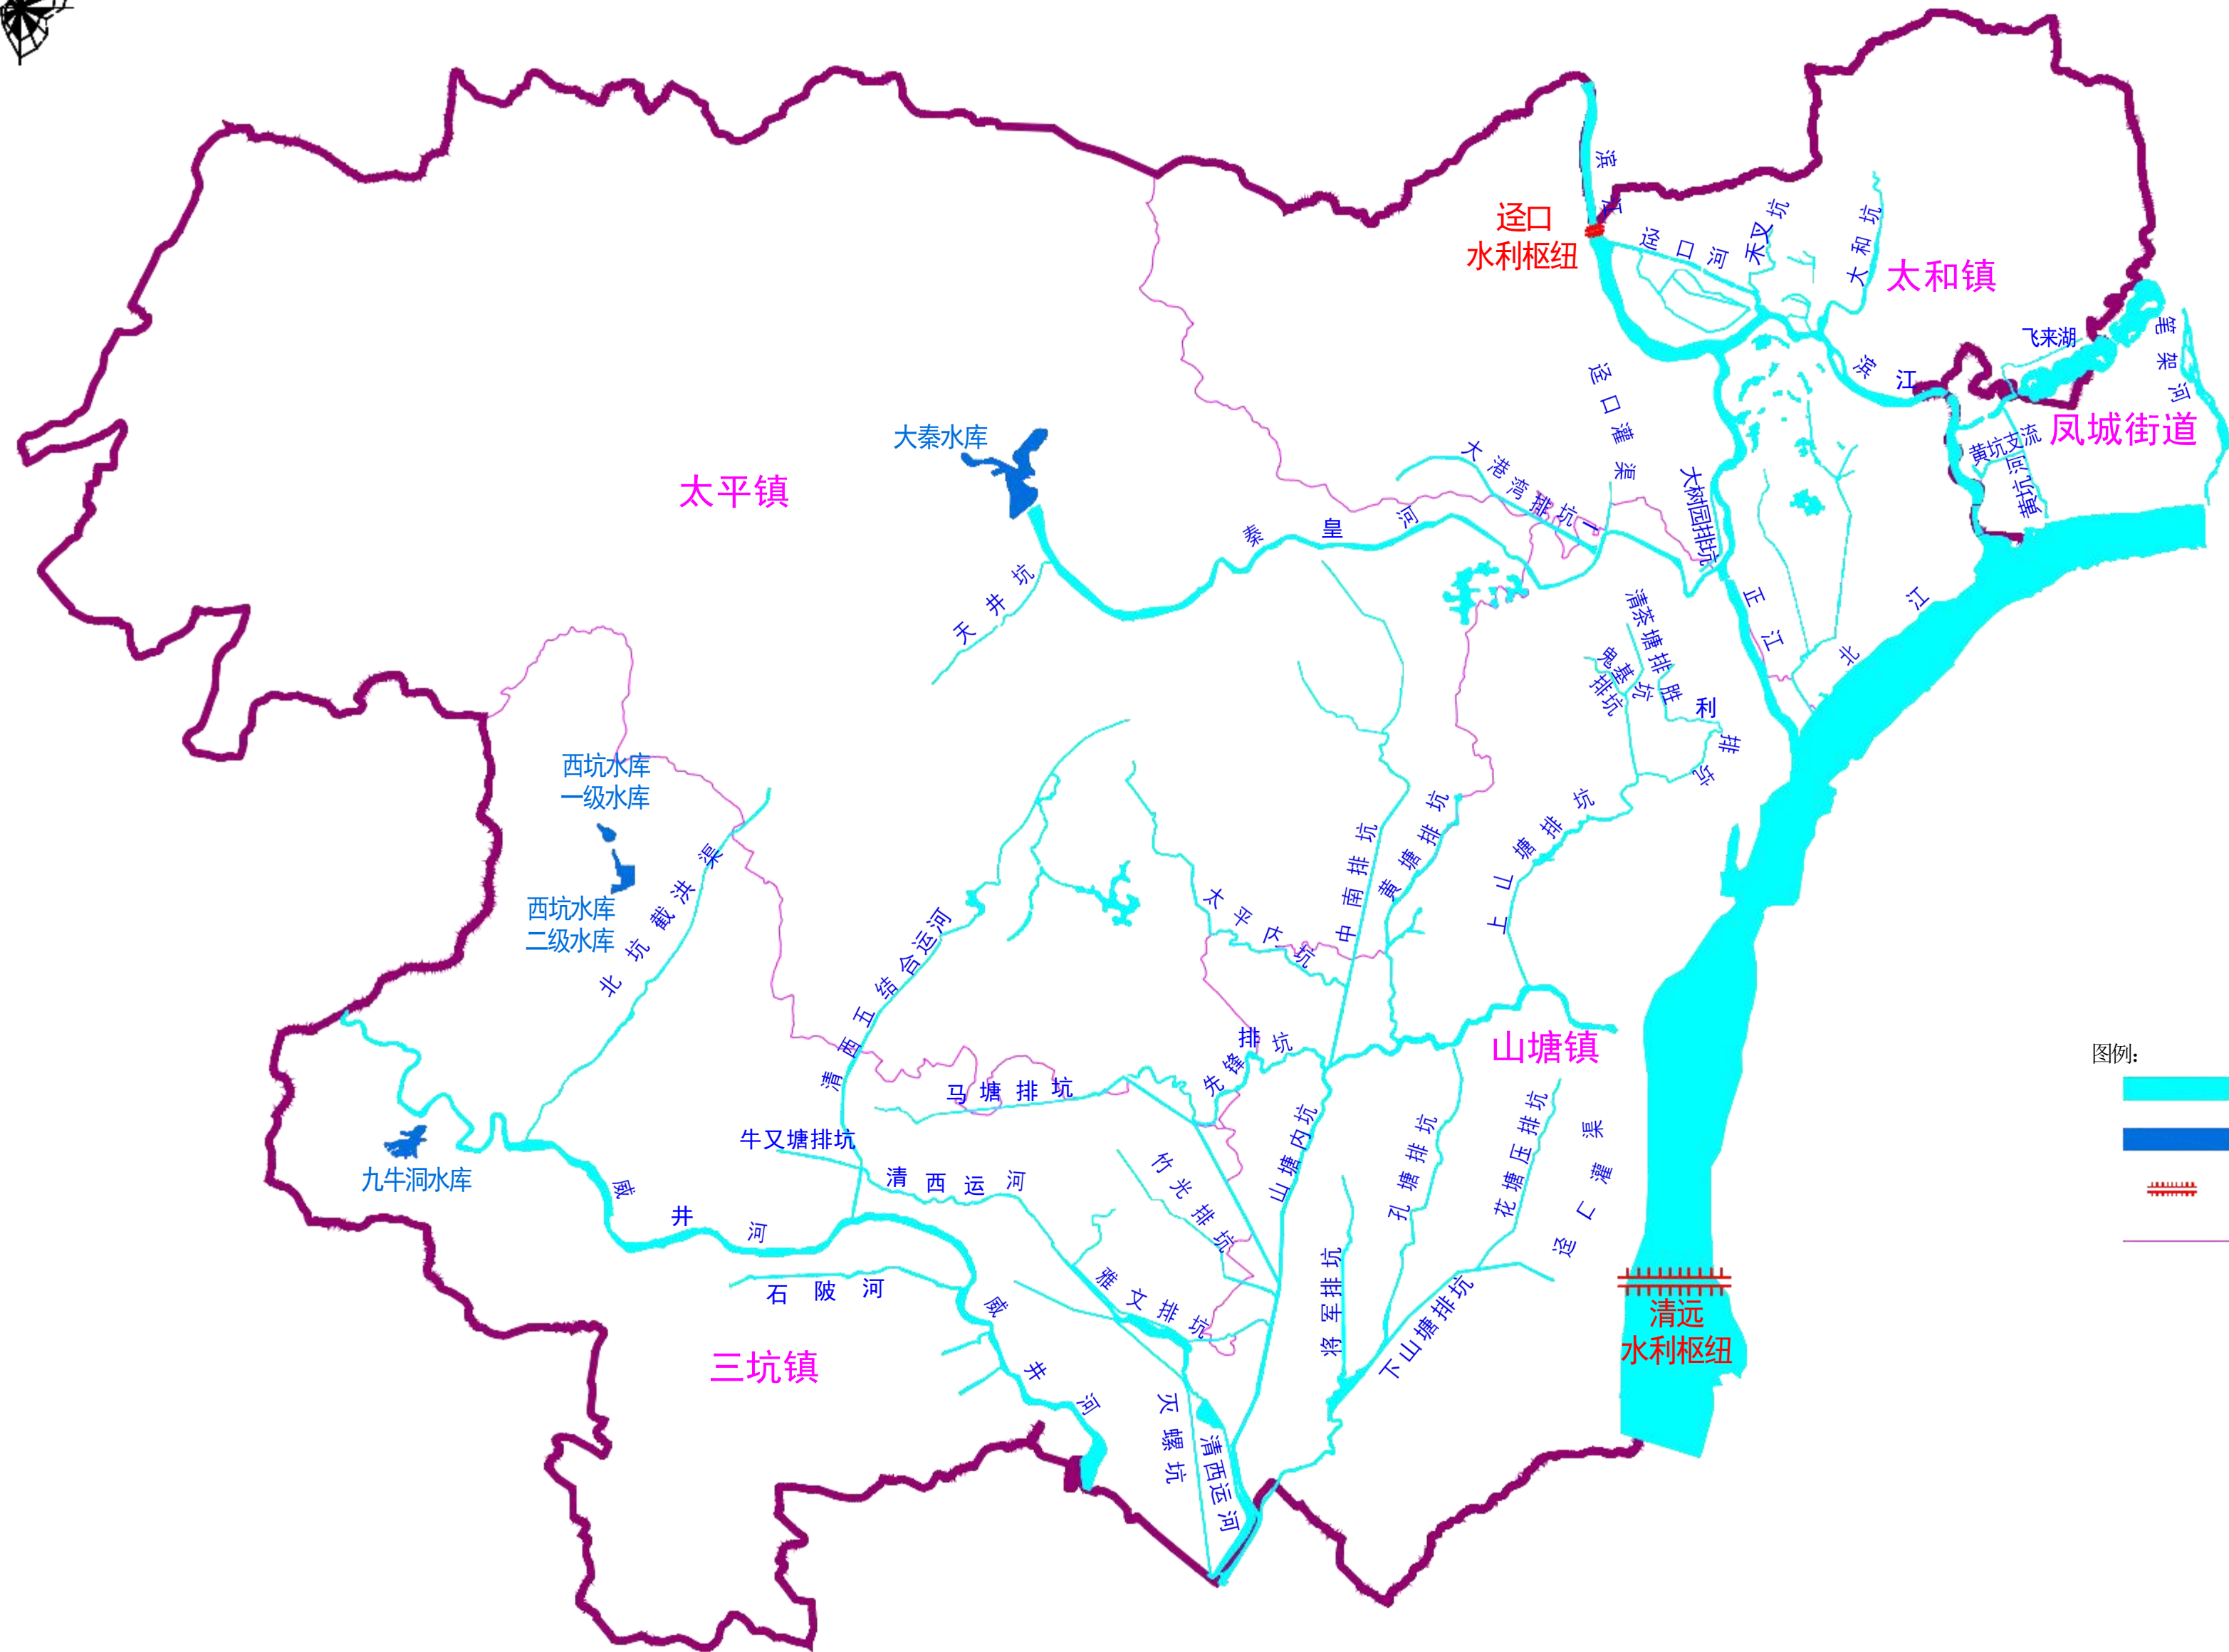 滨江
迳口
水利枢纽
迳口河
禾叉坑
大和坑
太和镇
飞来湖
笔架河
滨江
凤城街道
黄坑支流
黄坑河
迳口灌渠
大秦水库
太平镇
大港湾排坑
大树园排坑
秦皇河
天井坑
正江
北江
清茶塘排坑
鬼基排坑
胜利排坑
西坑水库
一级水库
西坑水库
二级水库
北坑截洪渠
清西五结合运河
太平内坑
中南排坑
黄塘排坑
上山塘排坑
山塘镇
图例:
先锋排坑
马塘排坑
牛又塘排坑
九牛洞水库
清西运河
威井河
石陂河
竹光排坑
山塘内坑
孔塘排坑
花塘压排坑
迳口灌渠
将军排坑
下山塘排坑
雅文排坑
清远
水利枢纽
三坑镇
威井河
灭螺坑
清西运河